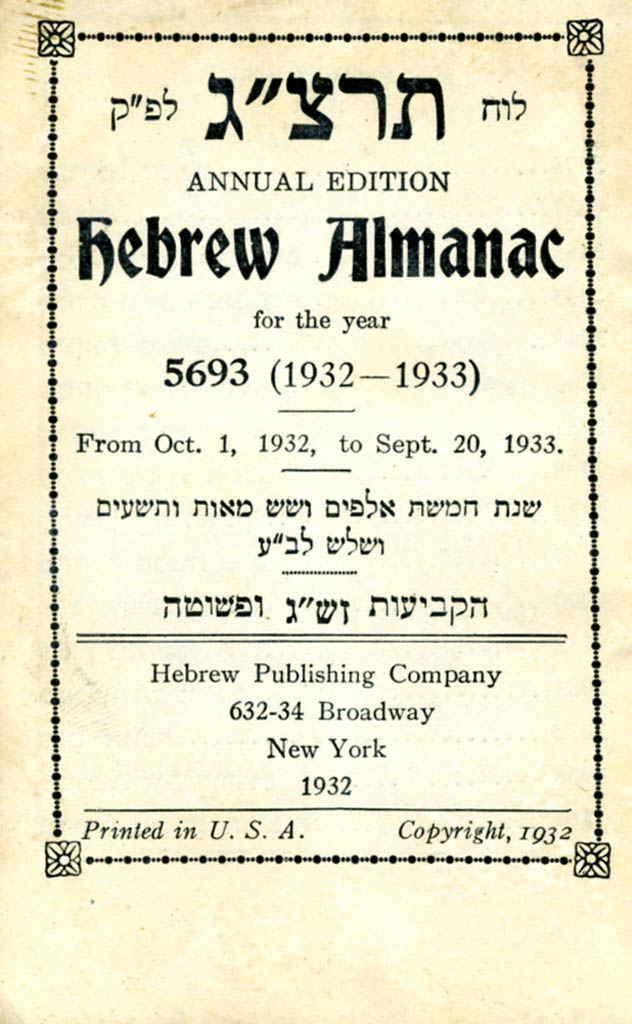 לוח תרצ״ג לפ״ק
ANNUAL EDITION
Hebrew Almanac
for the year
5693 (1932—1933)
From Oct. 1, 1932, to Sept. 20, 1933.
שנת חמשת אלפים ושש מאות ותשעים
ושלש לב״ע
הקביעות זש״ג ופשוטה
Hebrew Publishing Company
632-34 Broadway
New York
1932
Printed in U. S. A. Copyright, 1932